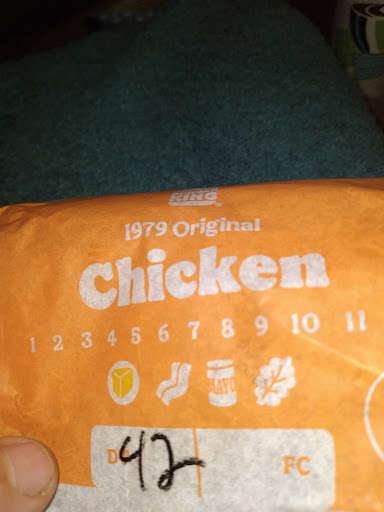 KING®
1979 Original
Chicken
1 2 3 4 5 6 7 8 9 10 11
MAYO
D 42 FC